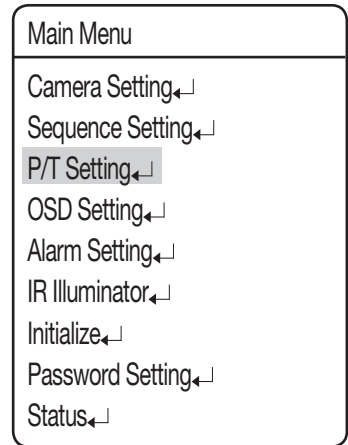 Main Menu
Camera Setting↵
Sequence Setting↵
P/T Setting↵
OSD Setting↵
Alarm Setting↵
IR Illuminator↵
Initialize↵
Password Setting↵
Status↵